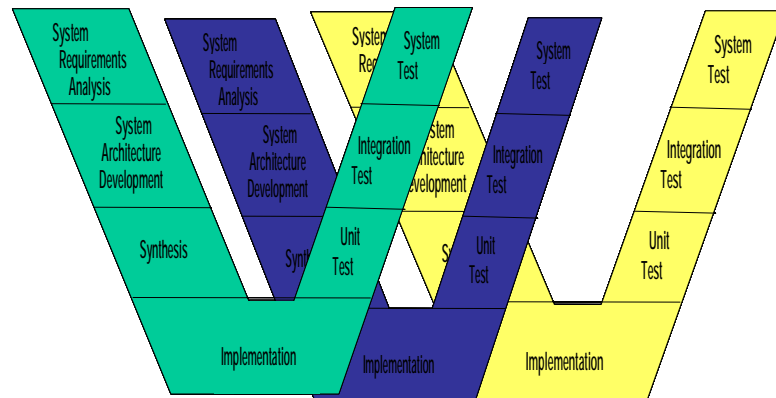 System
Requirements
Analysis
System
Architecture
Development
Synthesis
Implementation
System
Test
Integration
Test
Unit
Test
System
Requirements
Analysis
System
Architecture
Development
Implementation
System
Test
Integration
Test
Unit
Test
Implementation
System
Test
Integration
Test
Unit
Test